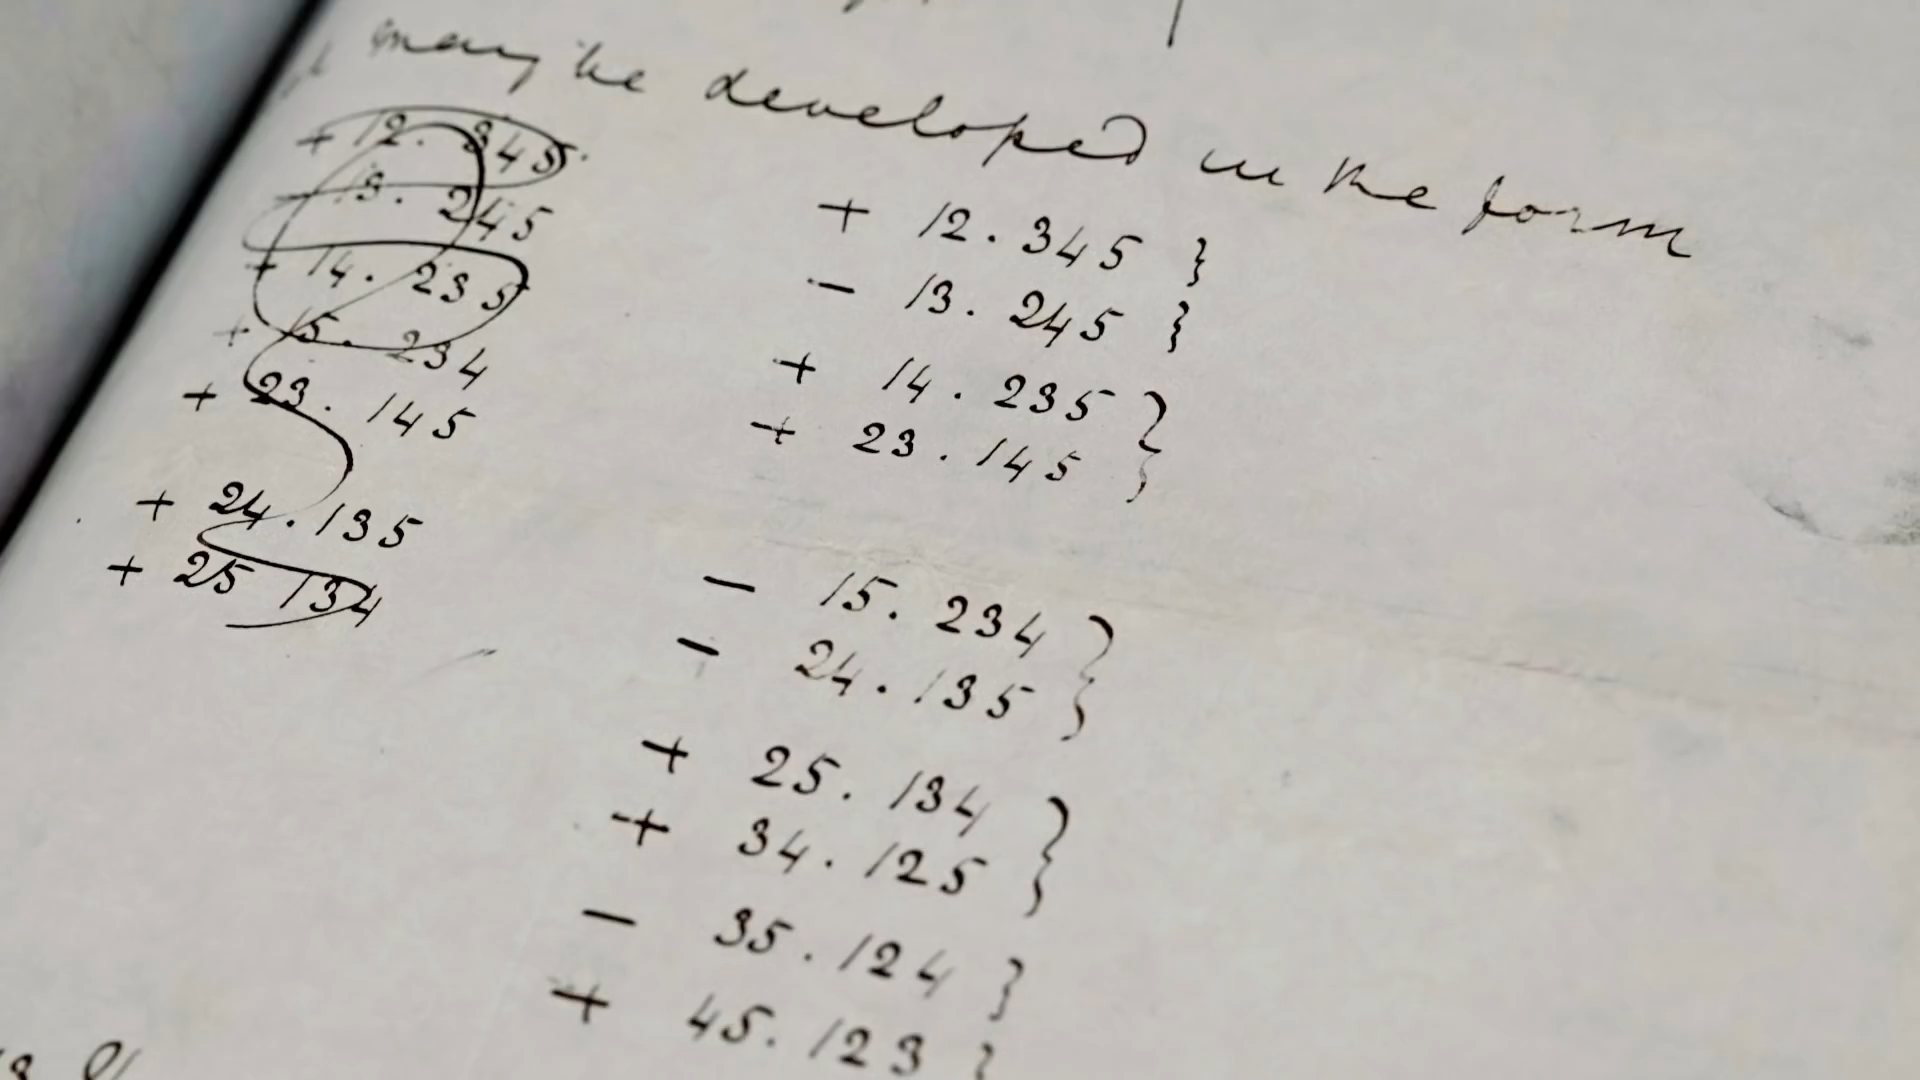 may be developed in the form
+ 12. 345
- 13. 245
+ 14. 235
+ 15. 234
+ 23. 145
+ 24. 135
+ 25 134
+ 12. 345 }
- 13. 245 }
+ 14. 235 }
+ 23. 145 }
- 15. 234 }
- 24. 135 }
+ 25. 134 }
+ 34. 125 }
- 35. 124 }
+ 45. 123 }